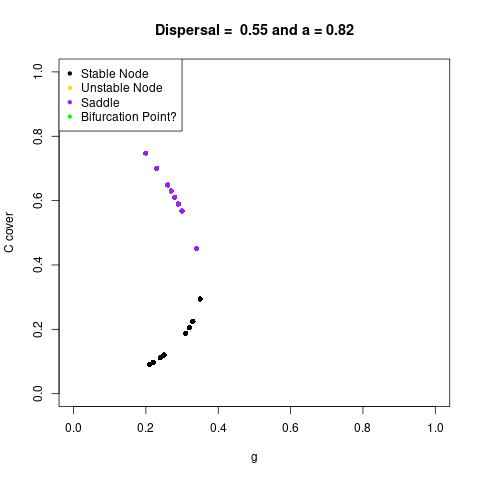 Dispersal =  0.55 and a = 0.82
Stable Node
Unstable Node
Saddle
Bifurcation Point?
C cover
1.0
0.8
0.6
0.4
0.2
0.0
0.0 0.2 0.4 0.6 0.8 1.0
g